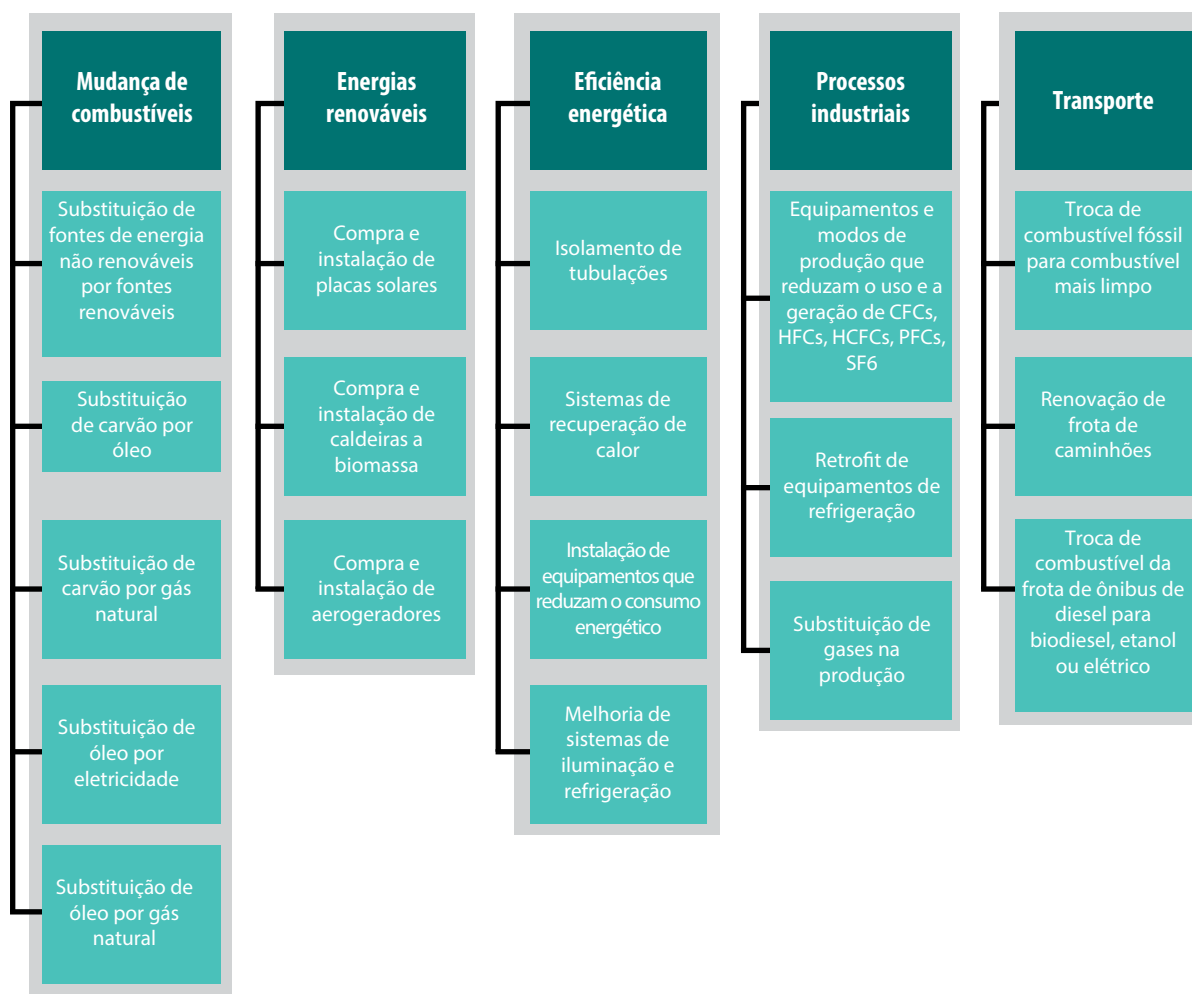 Mudança de
combustíveis
Substituição de
fontes de energia
não renováveis
por fontes
renováveis
Substituição
de carvão por
óleo
Substituição de
carvão por gás
natural
Substituição de
óleo por
eletricidade
Substituição de
óleo por gás
natural
Energias
renováveis
Compra e
instalação de
placas solares
Compra e
instalação de
caldeiras a
biomassa
Compra e
instalação de
aerogeradores
Eficiência
energética
Isolamento de
tubulações
Sistemas de
recuperação de
calor
Instalação de
equipamentos que
reduzam o consumo
energético
Melhoria de
sistemas de
iluminação e
refrigeração
Processos
industriais
Equipamentos e
modos de
produção que
reduzam o uso e a
geração de CFCs,
HFCs, HCFCs, PFCs,
SF6
Retrofit de
equipamentos de
refrigeração
Substituição de
gases na
produção
Transporte
Troca de
combustível fóssil
para combustível
mais limpo
Renovação de
frota de
caminhões
Troca de
combustível da
frota de ônibus de
diesel para
biodiesel, etanol
ou elétrico